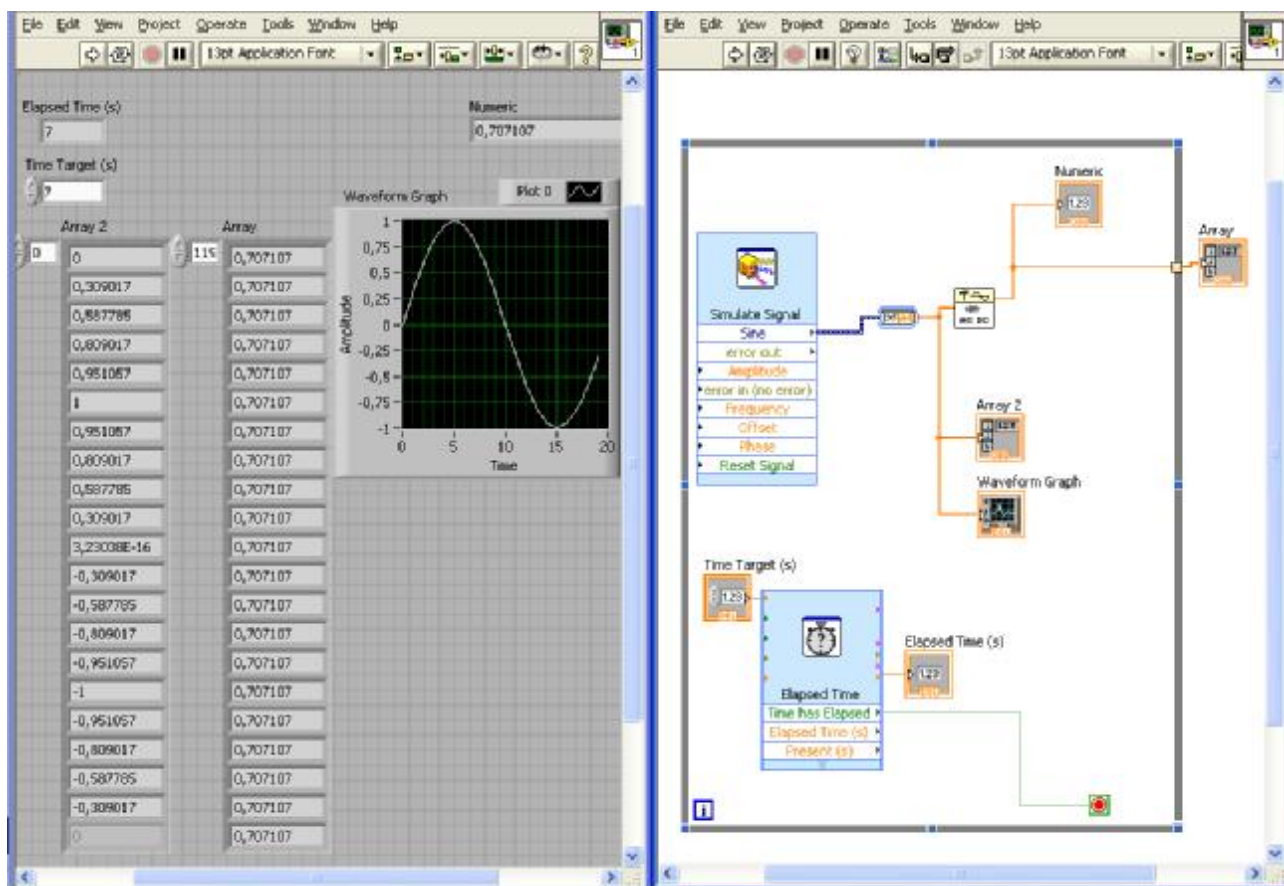 File Edit View Project Operate Tools Window Help
13pt Application Font
1
Elapsed Time (s)
7
Numeric
0,707107
Time Target (s)
Waveform Graph
Plot 0
Array 2
Array
0
115
0
0,707107
0,309017
0,707107
0,587785
0,707107
0,809017
0,707107
0,951057
0,707107
1
0,707107
0,951057
0,707107
0,809017
0,707107
0,587785
0,707107
0,309017
0,707107
3,23038E-16
0,707107
-0,309017
0,707107
-0,587785
0,707107
-0,809017
0,707107
-0,951057
0,707107
-1
0,707107
-0,951057
0,707107
-0,809017
0,707107
-0,587785
0,707107
-0,309017
0,707107
0
0,707107
Amplitude
1
0,75
0,5
0,25
0
-0,25
-0,5
-0,75
-1
0 5 10 15 20
Time
File Edit View Project Operate Tools Window Help
13pt Application Font
Numeric
1.23
Array
Simulate Signal
Sine
error out
Amplitude
error in (no error)
Frequency
Offset
Phase
Reset Signal
Array 2
Waveform Graph
Time Target (s)
1.23
Elapsed Time (s)
1.23
Elapsed Time
Time has Elapsed
Elapsed Time (s)
Present (s)
i